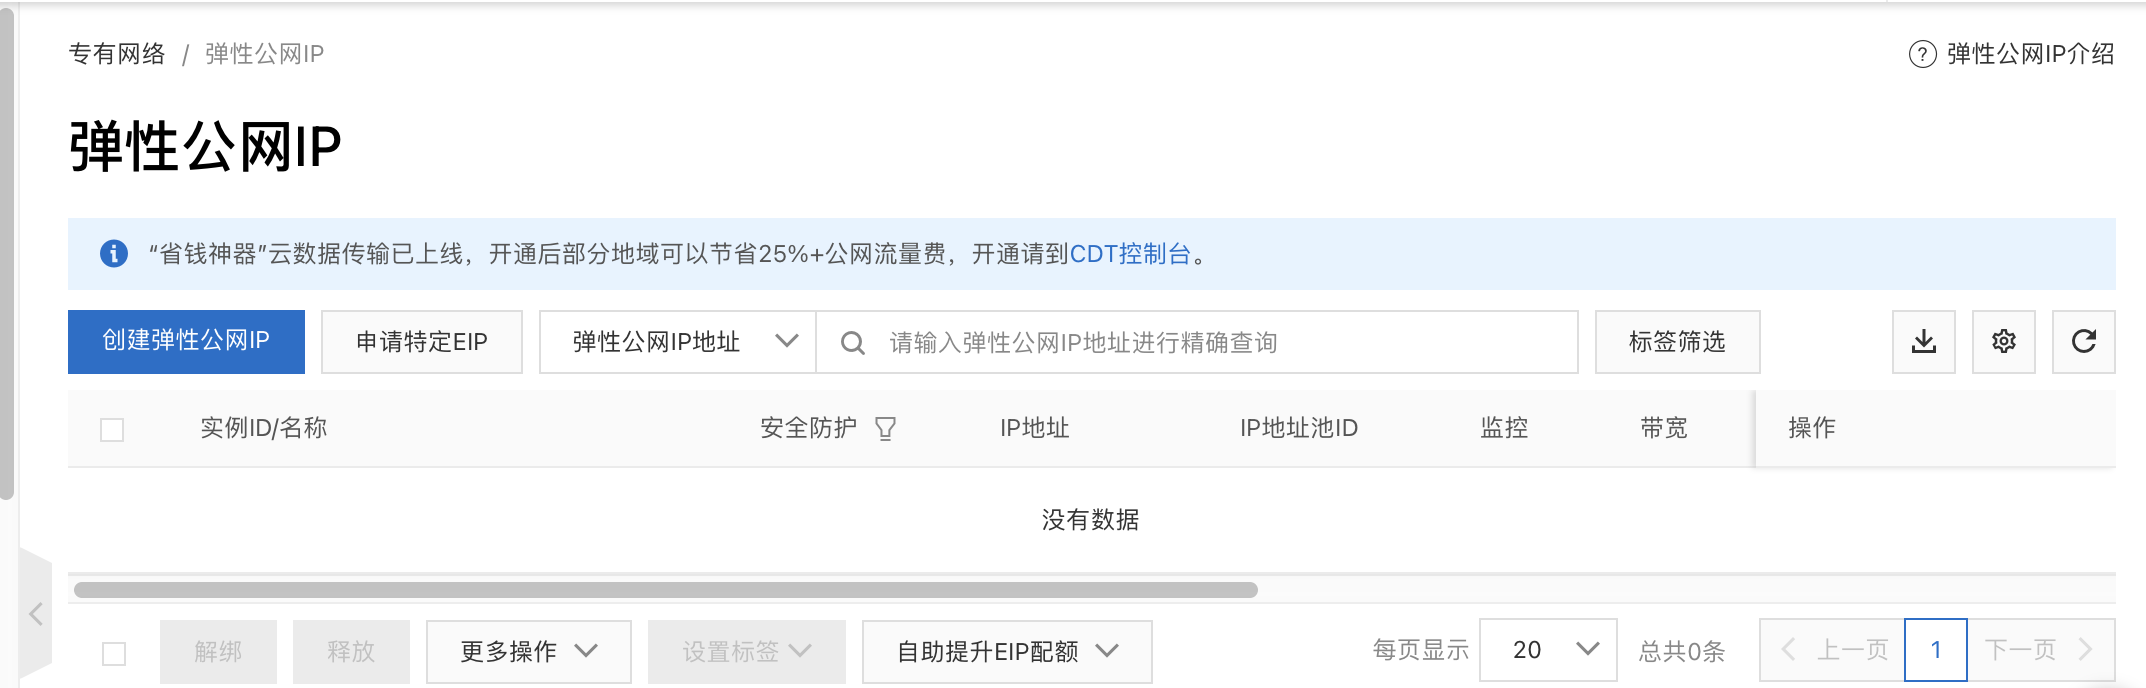 专有网络 / 弹性公网IP
弹性公网IP介绍
弹性公网IP
“省钱神器”云数据传输已上线，开通后部分地域可以节省25%+公网流量费，开通请到CDT控制台。
创建弹性公网IP 申请特定EIP 弹性公网IP地址 请输入弹性公网IP地址进行精确查询 标签筛选
实例ID/名称 安全防护 IP地址 IP地址池ID 监控 带宽 操作
没有数据
解绑 释放 更多操作 设置标签 自助提升EIP配额 每页显示 20 总共0条 上一页 1 下一页